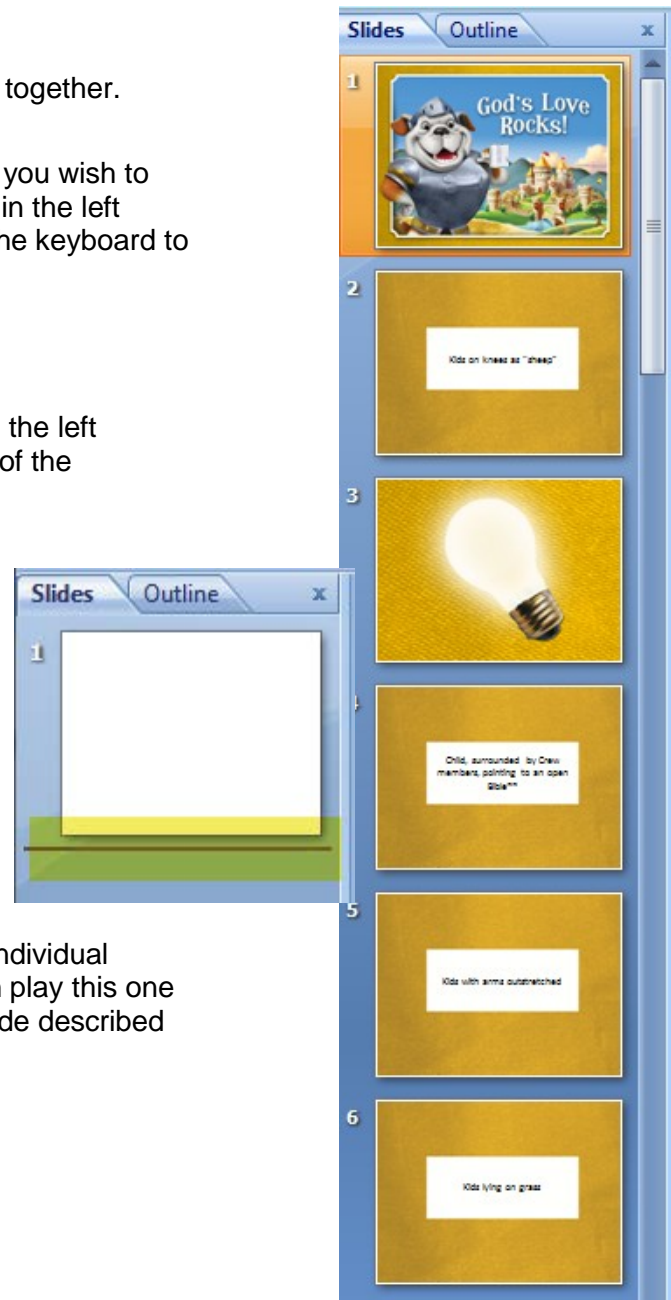 together.
you wish to
in the left
he keyboard to
the left
of the
Slides Outline x
1
ndividual
play this one
de described
Slides Outline x
1
God's Love
Rocks!
2
Kids on knees as "sheep"
3
Child, surrounded by Crew
members, pointing to an open
Bible**
5
Kids with arms outstretched
6
Kids lying on grass